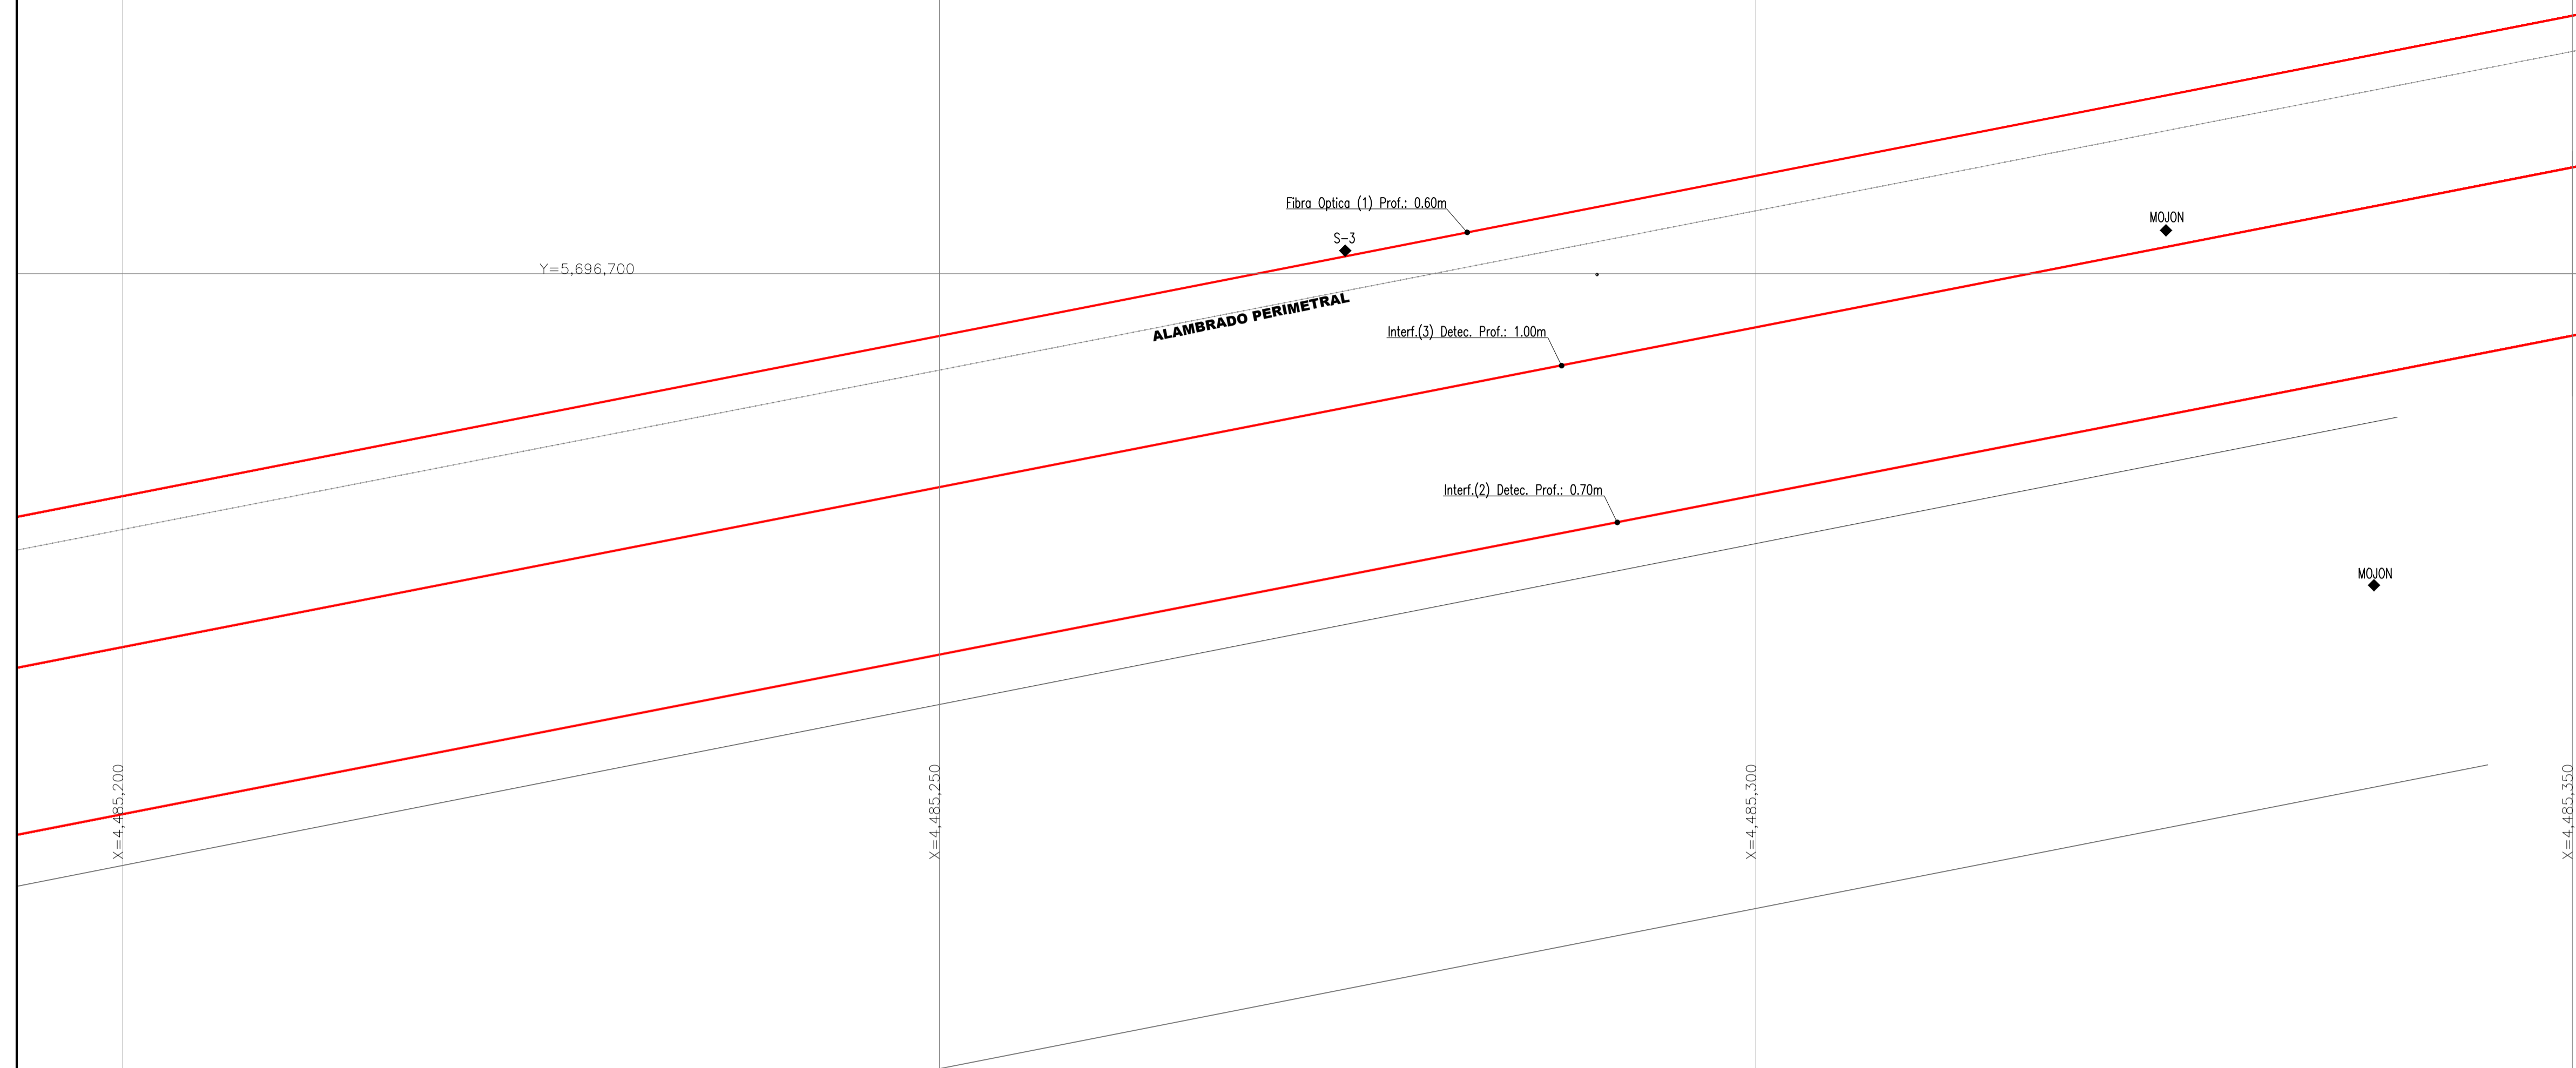 Fibra Optica (1) Prof.: 0.60m
MOJON
S-3
Y=5,696,700
ALAMBRADO PERIMETRAL
Interf.(3) Detec. Prof.: 1.00m
Interf.(2) Detec. Prof.: 0.70m
MOJON
X=4,485,200
X=4,485,250
X=4,485,300
X=4,485,350